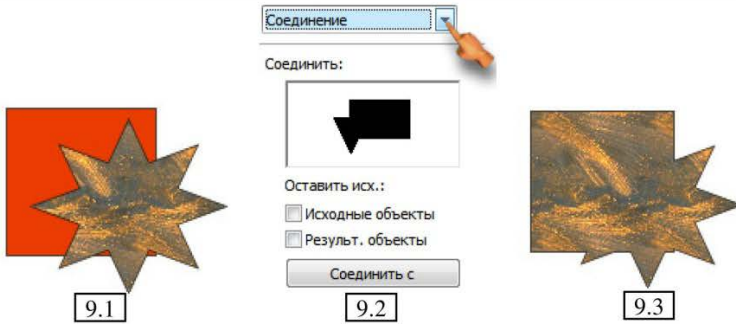 Соединение
Соединить:
Оставить исх.:
Исходные объекты
Результ. объекты
Соединить с
9.1
9.2
9.3